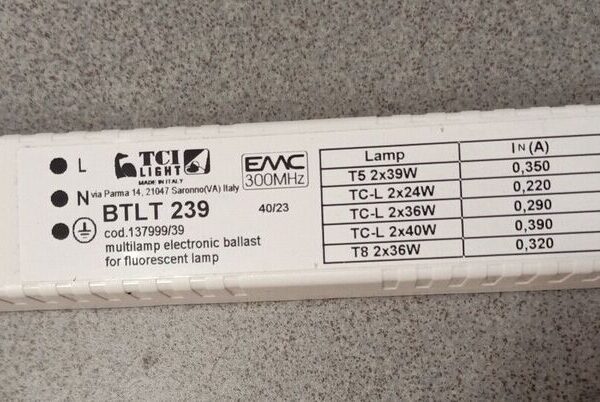 L
TCI
LIGHT
MADE IN ITALY
EMC
300MHz
N
via Parma 14, 21047 Saronno(VA) Italy
BTLT 239
40/23
cod.137999/39
multilamp electronic ballast
for fluorescent lamp
Lamp IN(A)
T5 2x39W 0,350
TC-L 2x24W 0,220
TC-L 2x36W 0,290
TC-L 2x40W 0,390
T8 2x36W 0,320